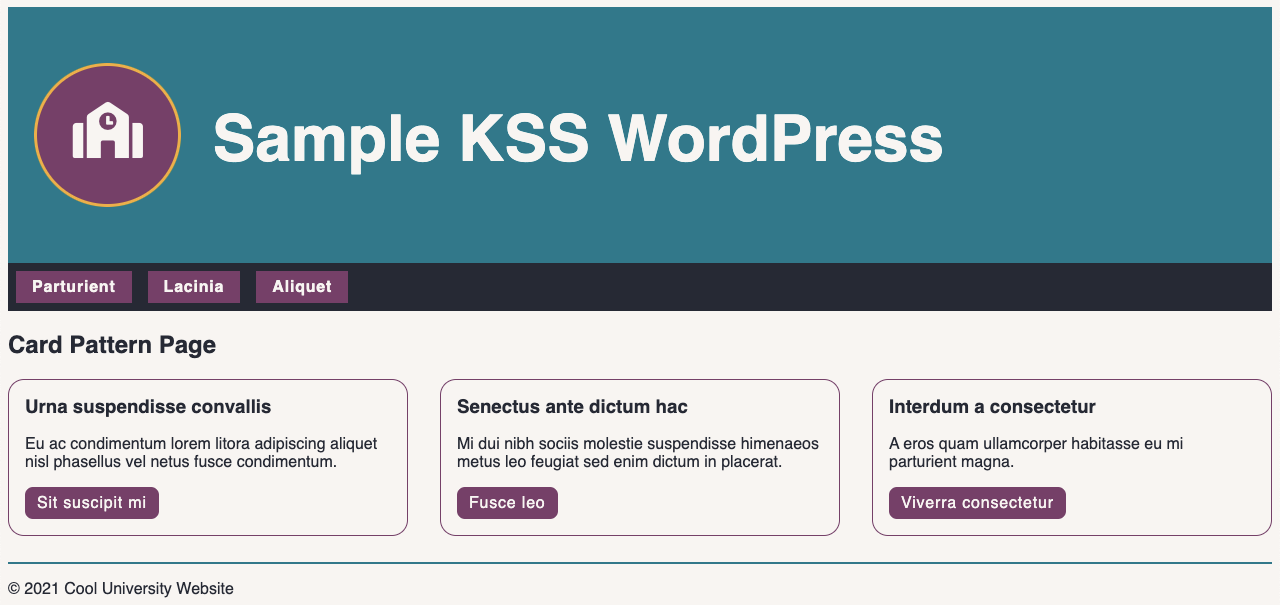 Sample KSS WordPress
Parturient
Lacinia
Aliquet
Card Pattern Page
Urna suspendisse convallis
Eu ac condimentum lorem litora adipiscing aliquet
nisl phasellus vel netus fusce condimentum.
Sit suscipit mi
Senectus ante dictum hac
Mi dui nibh sociis molestie suspendisse himenaeos
metus leo feugiat sed enim dictum in placerat.
Fusce leo
Interdum a consectetur
A eros quam ullamcorper habitasse eu mi
parturient magna.
Viverra consectetur
© 2021 Cool University Website